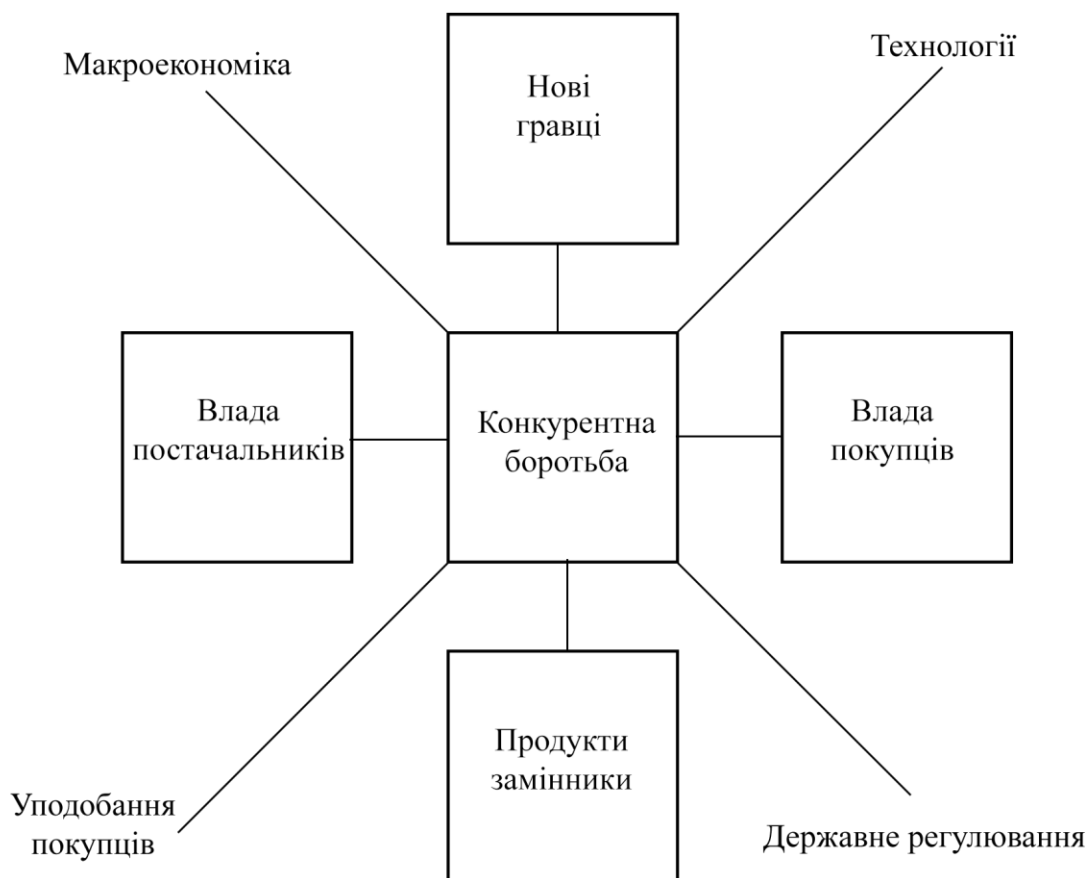 Макроекономіка
Нові
гравці
Технології
Влада
постачальників
Конкурентна
боротьба
Влада
покупців
Уподобання
покупців
Продукти
замінники
Державне регулювання